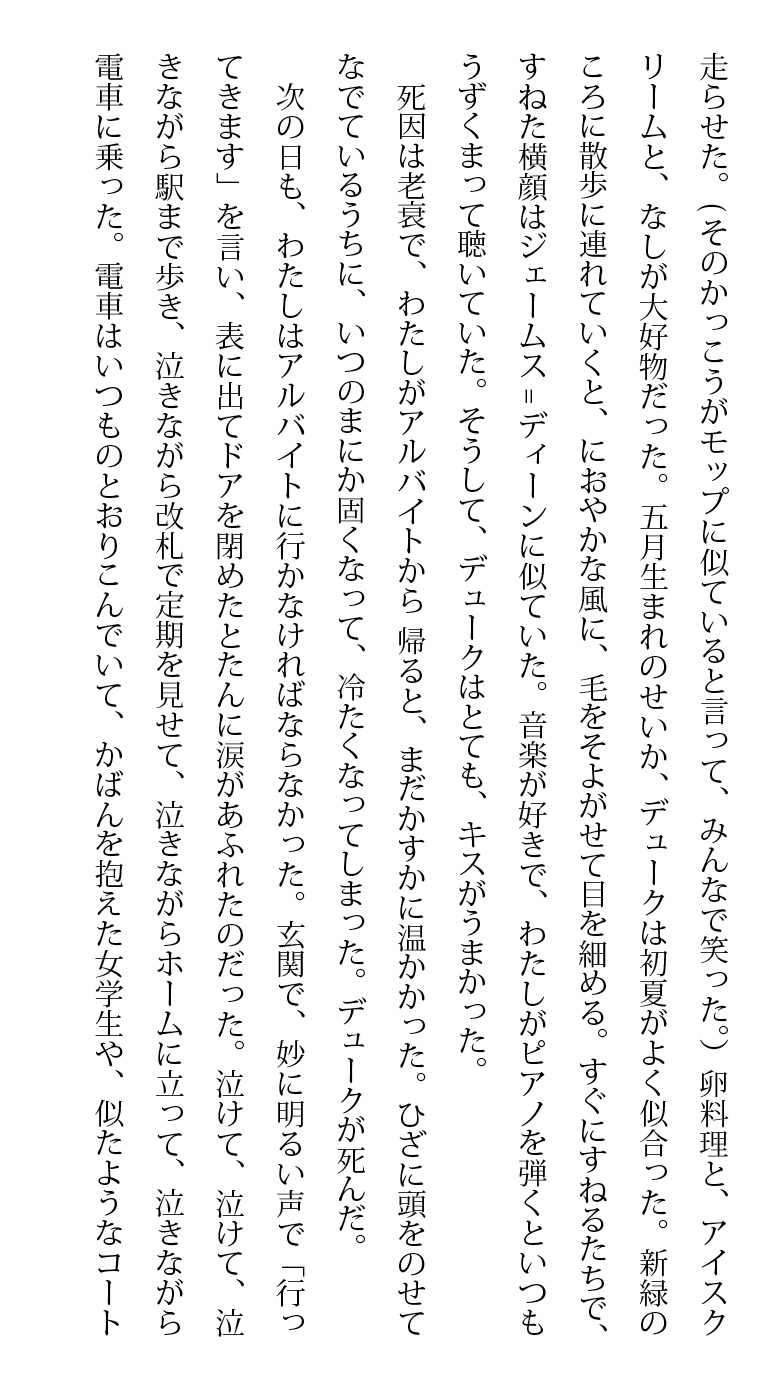 走らせた。(そのかっこうがモップに似ていると言って、みんなで笑った。)卵料理と、アイスク
リームと、なしが大好物だった。五月生まれのせいか、デュークは初夏がよく似合った。新緑の
ころに散歩に連れていくと、におやかな風に、毛をそよがせて目を細める。すぐにすねるたちで、
すねた横顔はジェームス=ディーンに似ていた。音楽が好きで、わたしがピアノを弾くといつも
うずくまって聴いていた。そうして、デュークはとても、キスがうまかった。
死因は老衰で、わたしがアルバイトから帰ると、まだかすかに温かかった。ひざに頭をのせて
なでているうちに、いつのまにか固くなって、冷たくなってしまった。デュークが死んだ。
次の日も、わたしはアルバイトに行かなければならなかった。玄関で、妙に明るい声で「行っ
てきます」を言い、表に出てドアを閉めたとたんに涙があふれたのだった。泣けて、泣けて、泣
きながら駅まで歩き、泣きながら改札で定期を見せて、泣きながらホームに立って、泣きながら
電車に乗った。電車はいつものとおりこんでいて、かばんを抱えた女学生や、似たようなコート